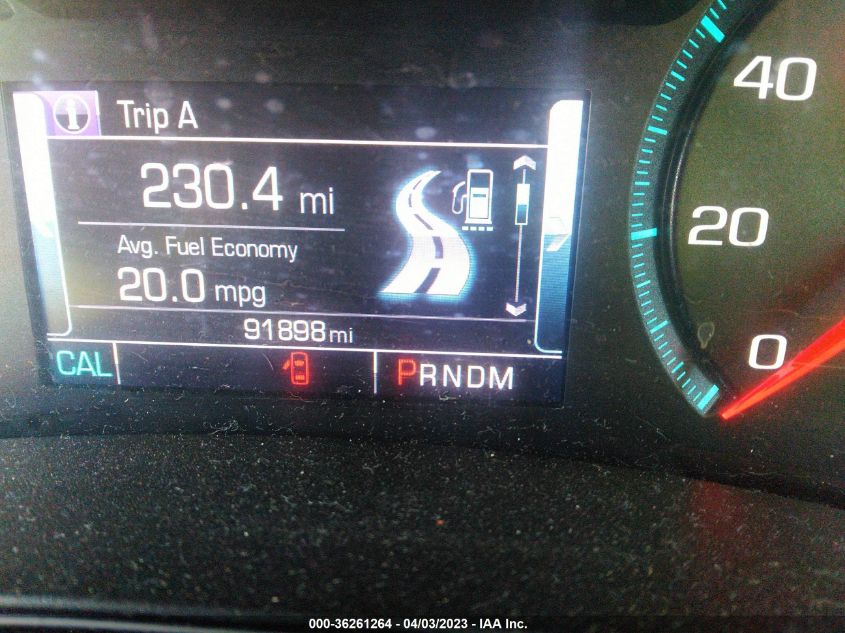 Trip A
230.4 mi
Avg. Fuel Economy
20.0 mpg
91898 mi
CAL
PRNDM
40
20
0
000-36261264 - 04/03/2023 - IAA Inc.